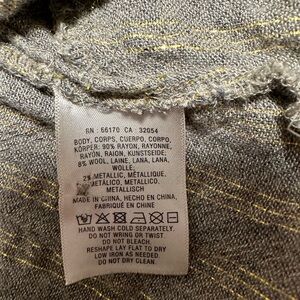 RN : 66170 CA : 32054
BODY, CORPS, CUERPO, CORPO,
KÖRPER: 90% RAYON, RAYONNE,
RAYÓN, RAION, KUNSTSEIDE;
8% WOOL, LAINE, LANA, LANA,
WOLLE;
2% METALLIC, MÉTALLIQUE,
METÁLICO, METALLICO,
METALLISCH
MADE IN CHINA, HECHO EN CHINA,
FABRIQUÉ EN CHINE
HAND WASH COLD SEPARATELY.
DO NOT WRING OR TWIST.
DO NOT BLEACH.
RESHAPE LAY FLAT TO DRY
LOW IRON AS NEEDED.
DO NOT DRY CLEAN.